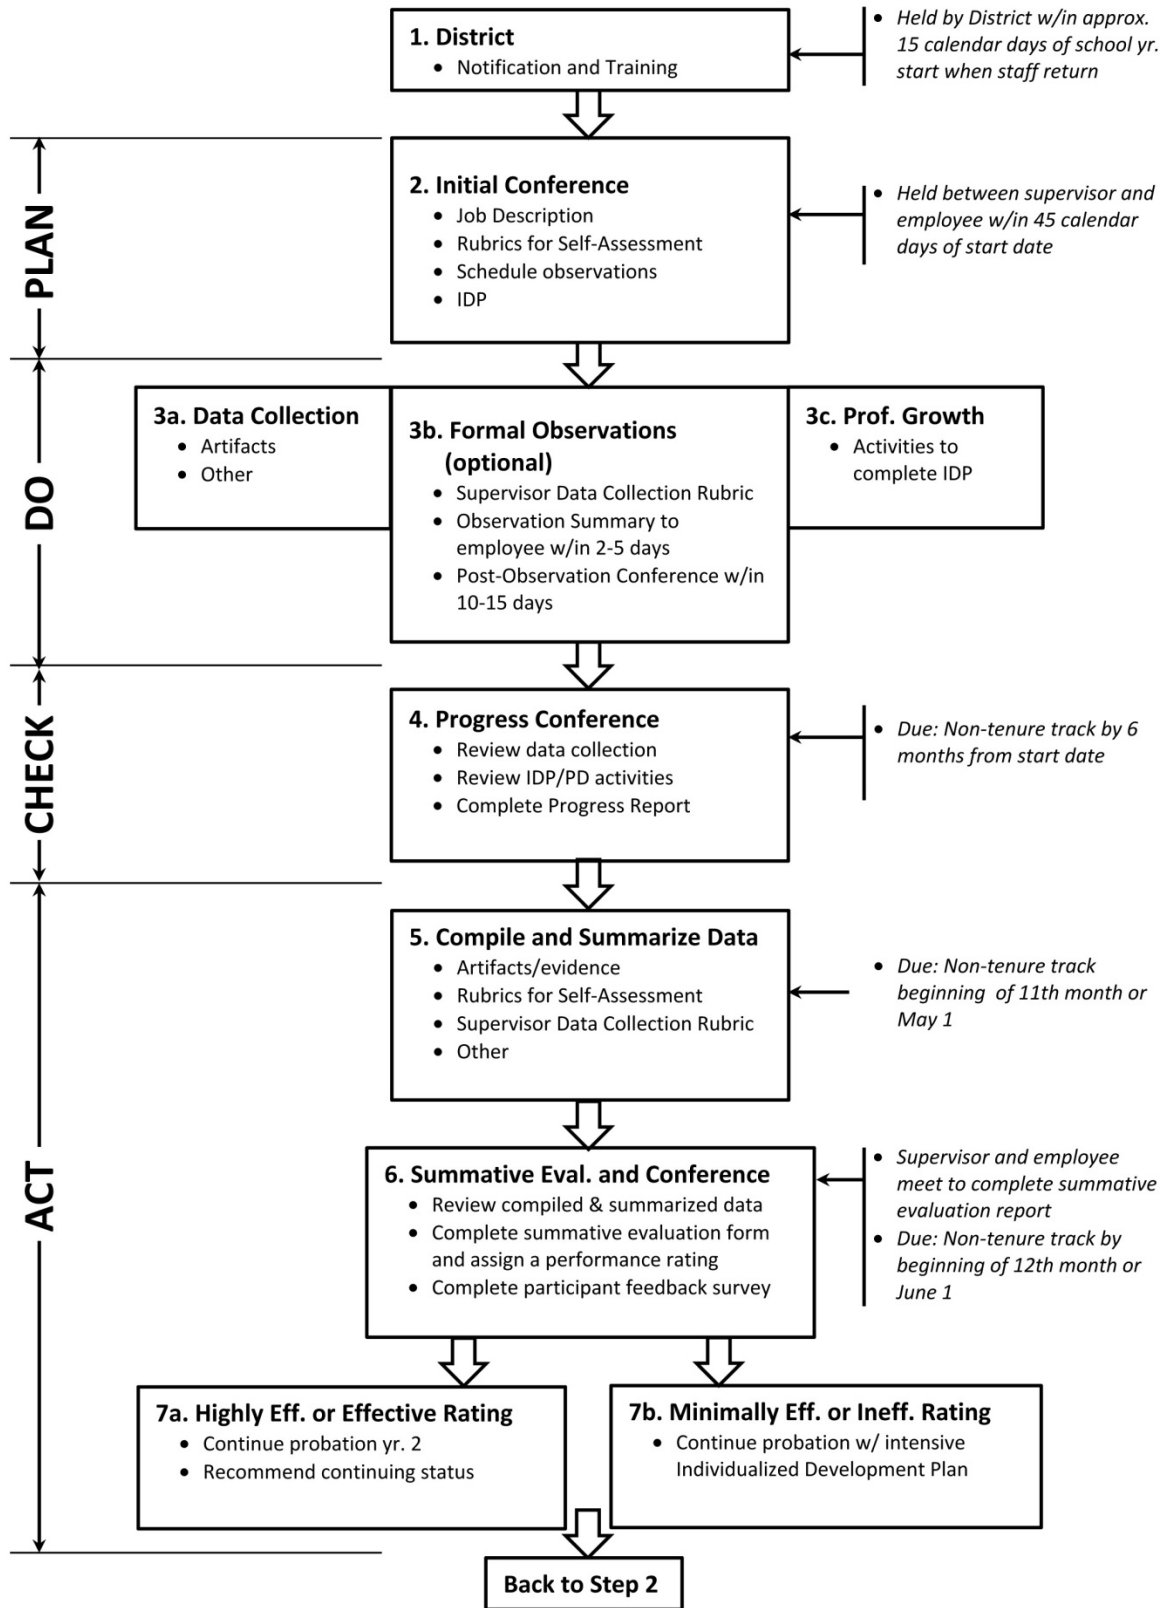 1. District
• Notification and Training
• Held by District w/in approx.
15 calendar days of school yr.
start when staff return
PLAN
2. Initial Conference
• Job Description
• Rubrics for Self-Assessment
• Schedule observations
• IDP
• Held between supervisor and
employee w/in 45 calendar
days of start date
DO
3a. Data Collection
• Artifacts
• Other
3b. Formal Observations
(optional)
• Supervisor Data Collection Rubric
• Observation Summary to
employee w/in 2-5 days
• Post-Observation Conference w/in
10-15 days
3c. Prof. Growth
• Activities to
complete IDP
CHECK
4. Progress Conference
• Review data collection
• Review IDP/PD activities
• Complete Progress Report
• Due: Non-tenure track by 6
months from start date
ACT
5. Compile and Summarize Data
• Artifacts/evidence
• Rubrics for Self-Assessment
• Supervisor Data Collection Rubric
• Other
• Due: Non-tenure track
beginning of 11th month or
May 1
6. Summative Eval. and Conference
• Review compiled & summarized data
• Complete summative evaluation form
and assign a performance rating
• Complete participant feedback survey
• Supervisor and employee
meet to complete summative
evaluation report
• Due: Non-tenure track by
beginning of 12th month or
June 1
7a. Highly Eff. or Effective Rating
• Continue probation yr. 2
• Recommend continuing status
7b. Minimally Eff. or Ineff. Rating
• Continue probation w/ intensive
Individualized Development Plan
Back to Step 2